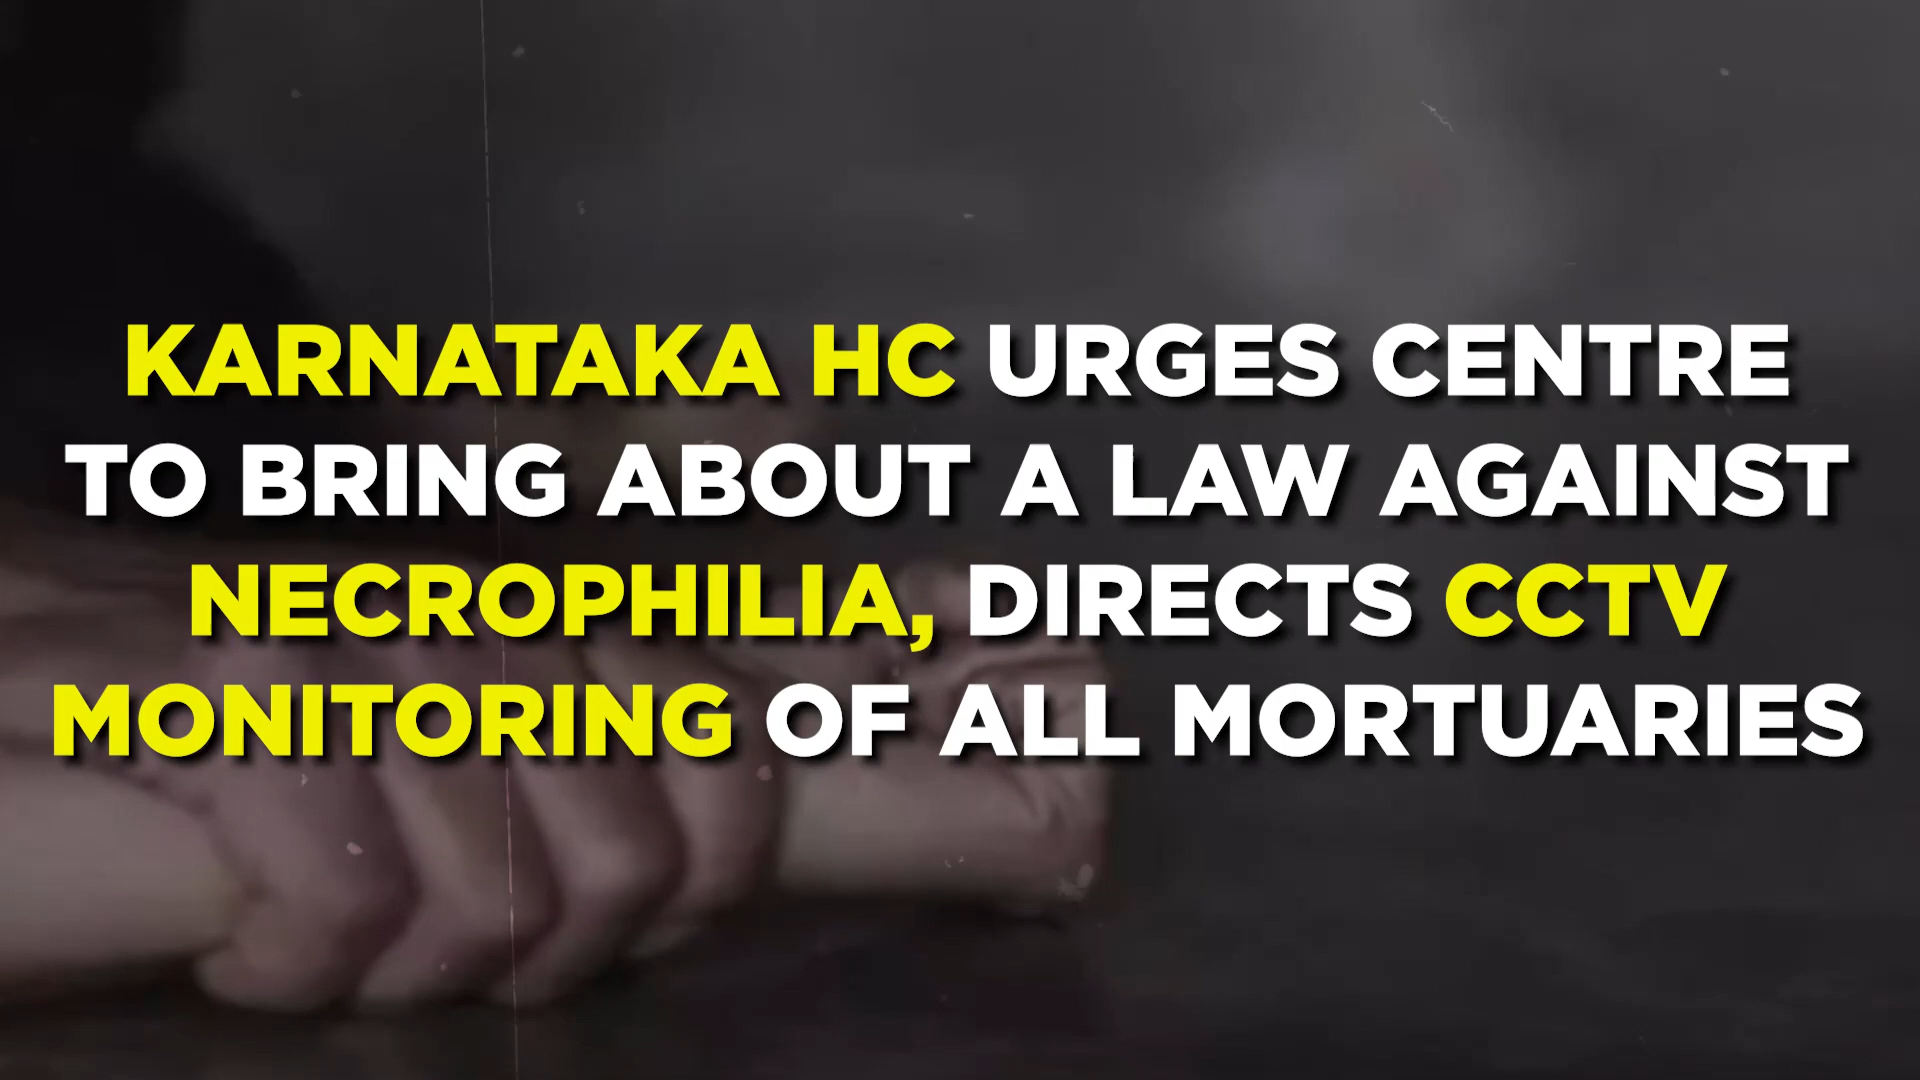 KARNATAKA HC URGES CENTRE
TO BRING ABOUT A LAW AGAINST
NECROPHILIA, DIRECTS CCTV
MONITORING OF ALL MORTUARIES